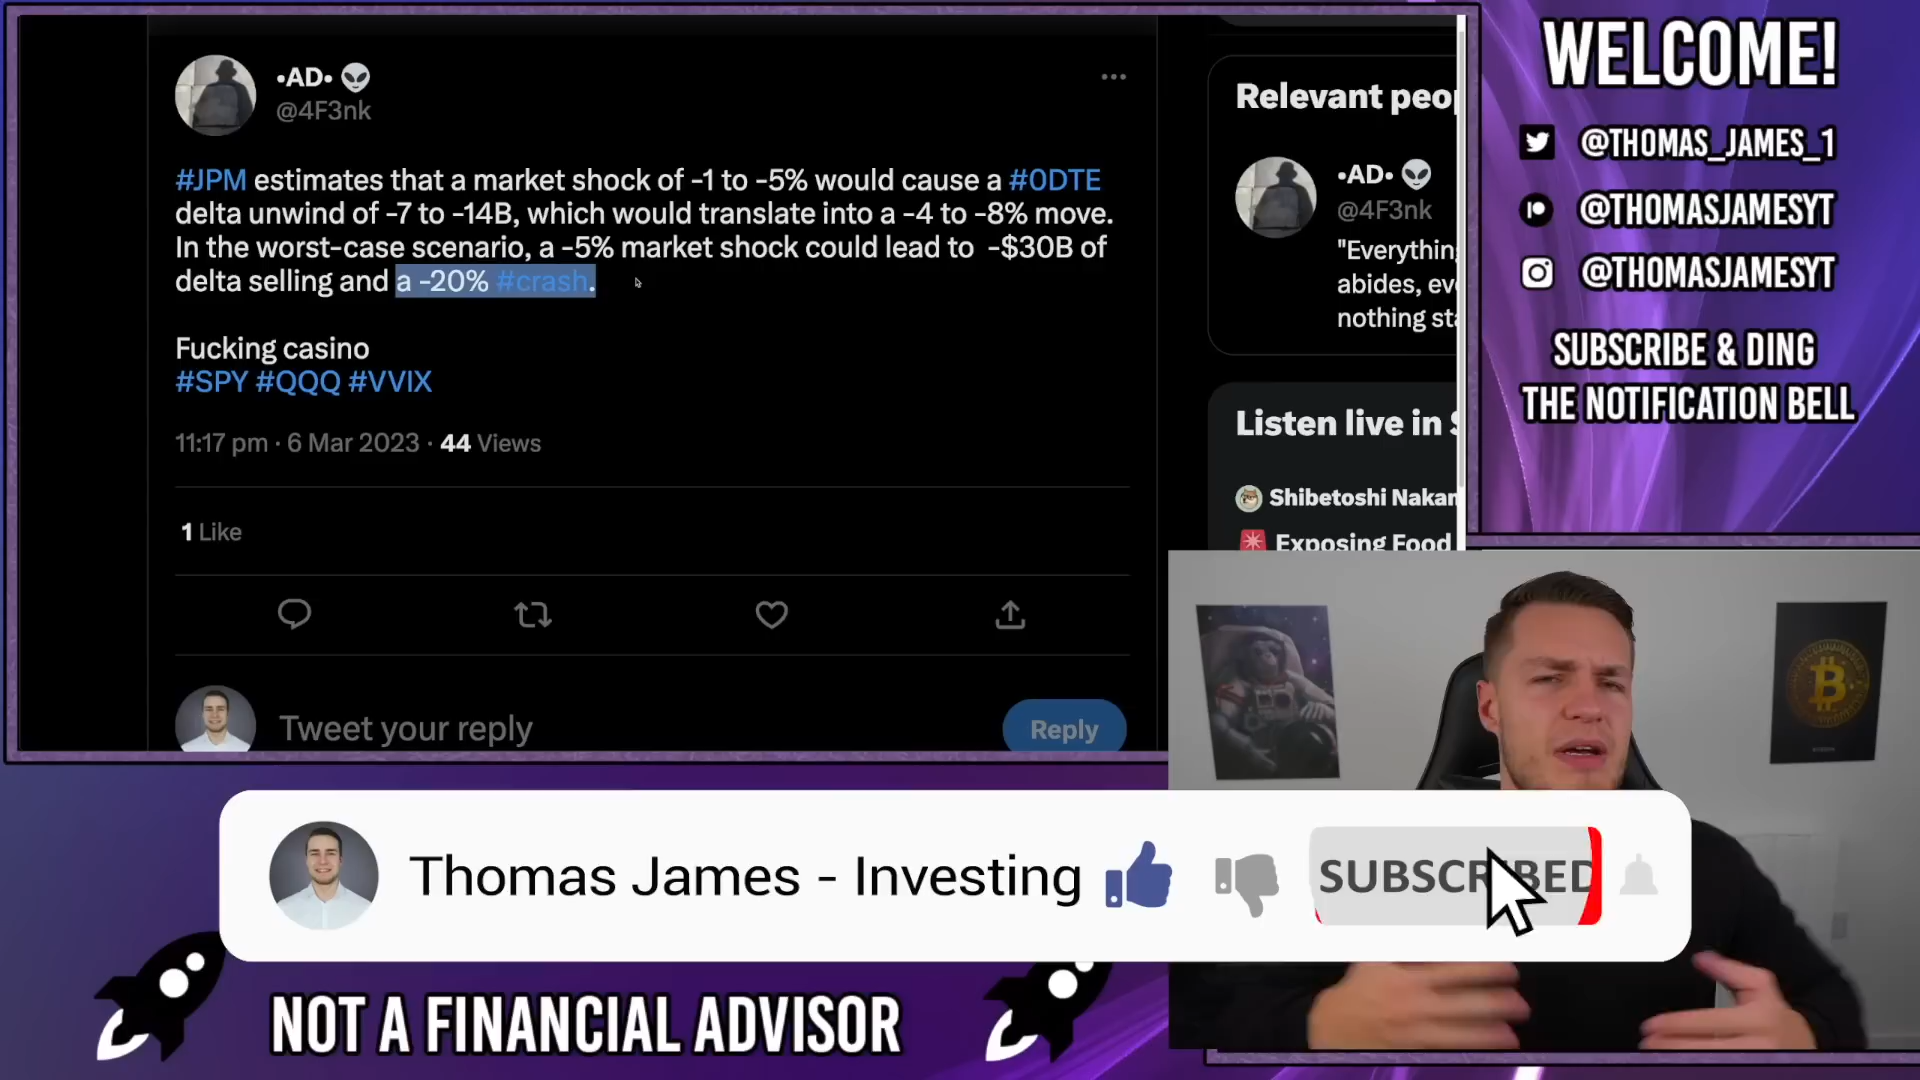 •AD• 👽
@4F3nk
#JPM estimates that a market shock of -1 to -5% would cause a #0DTE
delta unwind of -7 to -14B, which would translate into a -4 to -8% move.
In the worst-case scenario, a -5% market shock could lead to -$30B of
delta selling and a -20% #crash.
Fucking casino
#SPY #QQQ #VVIX
11:17 pm · 6 Mar 2023 · 44 Views
1 Like
Tweet your reply
Reply
Relevant peop
•AD• 👽
@4F3nk
"Everything
abides, ev
nothing st
Listen live in S
Shibetoshi Nakam
Exposing Food
WELCOME!
@THOMAS_JAMES_1
@THOMASJAMESYT
@THOMASJAMESYT
SUBSCRIBE & DING
THE NOTIFICATION BELL
Thomas James - Investing
SUBSCRIBED
NOT A FINANCIAL ADVISOR